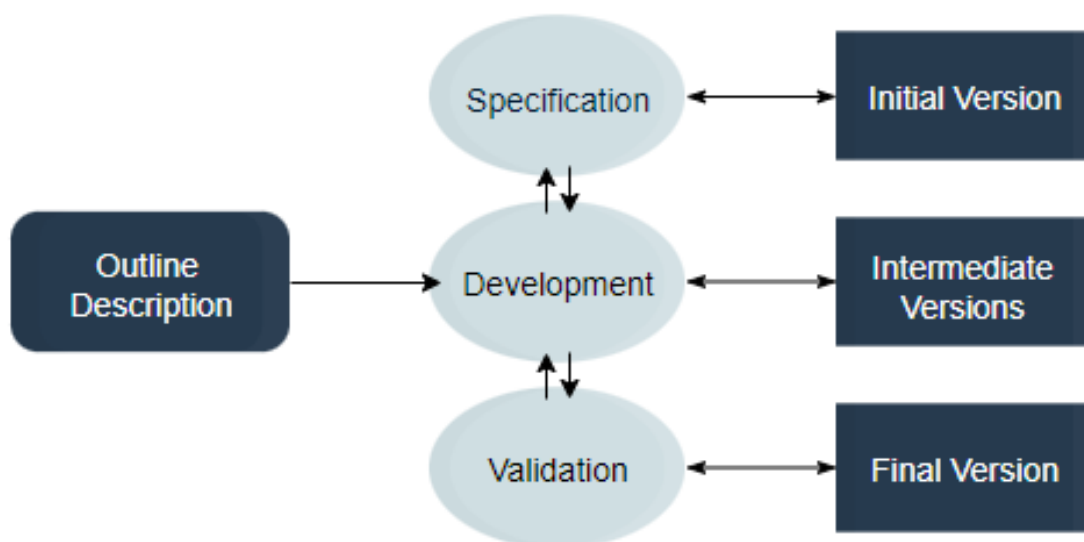 Specification
Initial Version
Outline
Description
Development
Intermediate
Versions
Validation
Final Version